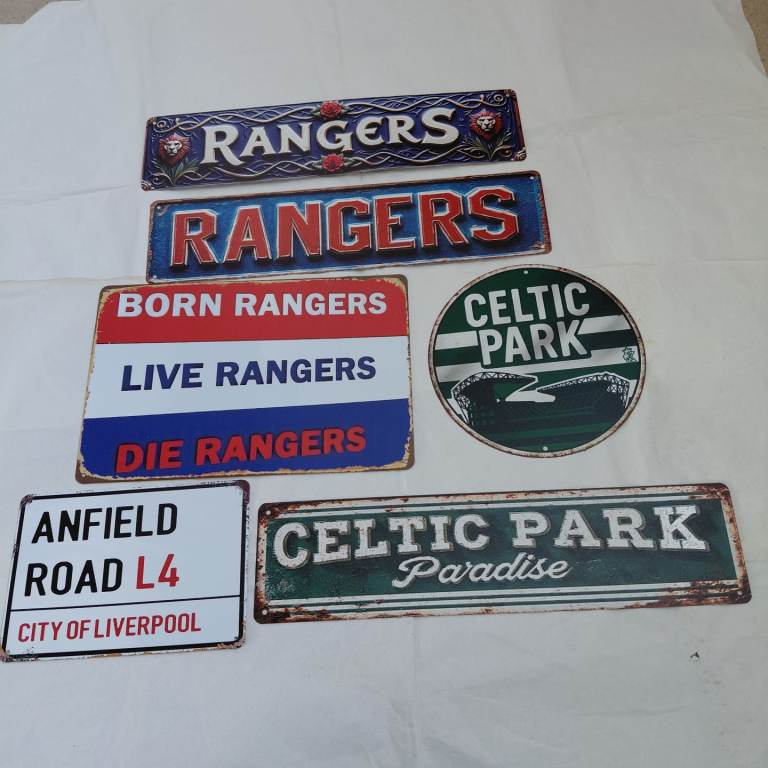 RANGERS
RANGERS
BORN RANGERS
LIVE RANGERS
DIE RANGERS
CELTIC
PARK
ANFIELD
ROAD L4
CITY OF LIVERPOOL
CELTIC PARK
Paradise